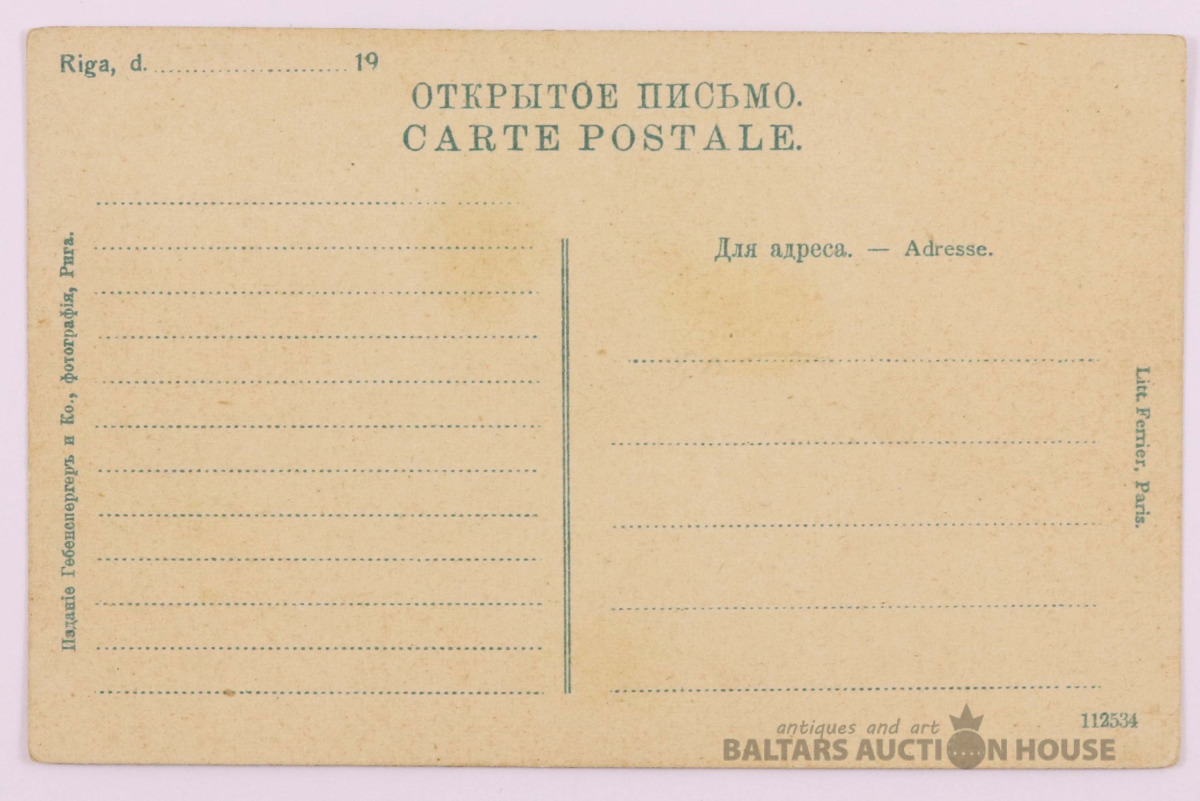 Riga, d. .......................... 19
ОТКРЫТОЕ ПИСЬМО.
CARTE POSTALE.
Для адреса. — Adresse.
Изданіе Гебенспергеръ и Ко., фотографія, Рига.
Litt. Ferrier, Paris.
112534
antiques and art
BALTARS AUCTION HOUSE